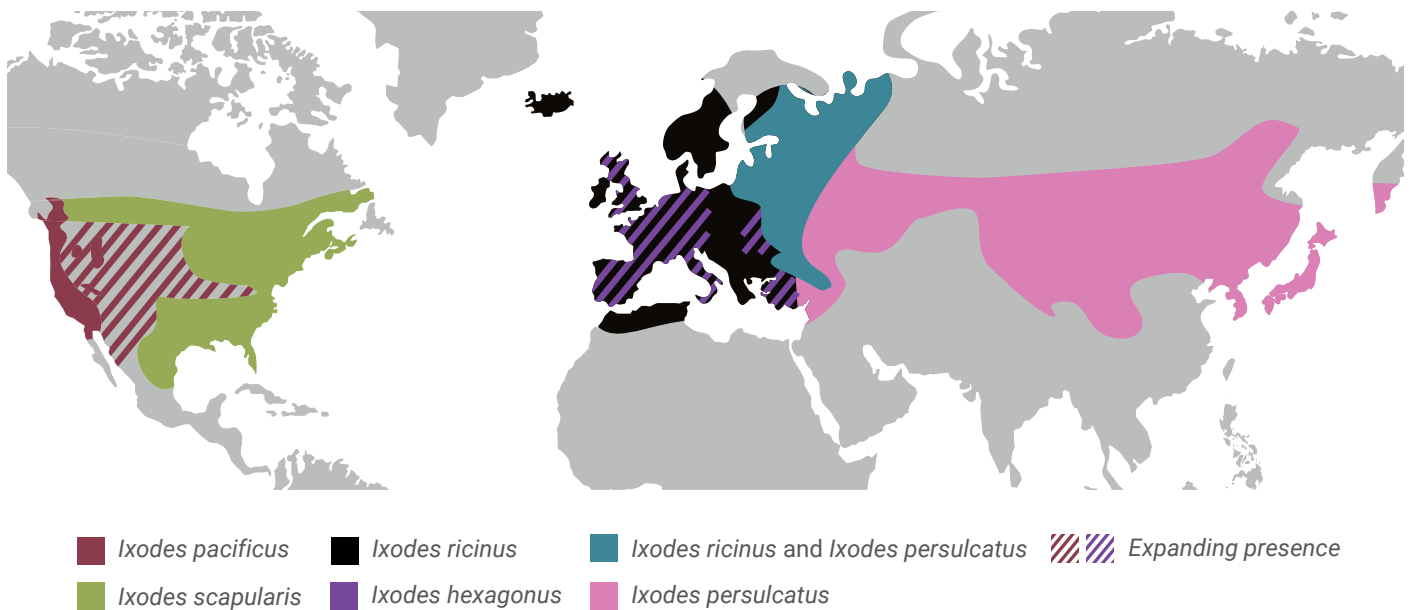 Ixodes pacificus
Ixodes ricinus
Ixodes ricinus and Ixodes persulcatus
Expanding presence
Ixodes scapularis
Ixodes hexagonus
Ixodes persulcatus